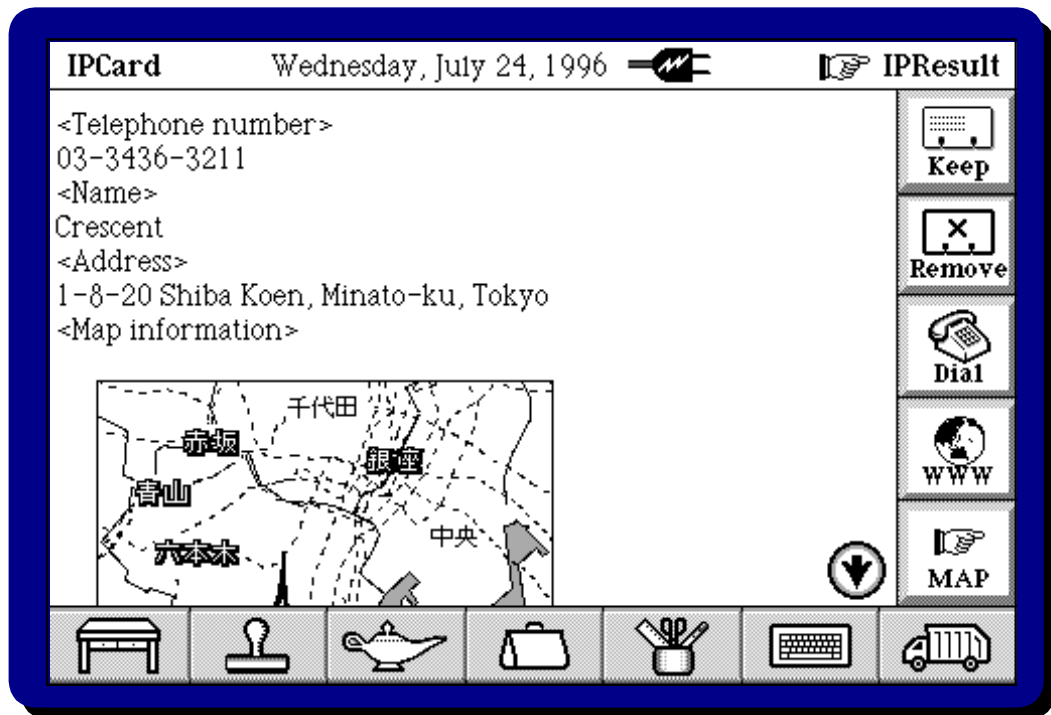 IPCard Wednesday, July 24, 1996 IPResult
<Telephone number>
03-3436-3211
<Name>
Crescent
<Address>
1-8-20 Shiba Koen, Minato-ku, Tokyo
<Map information>
千代田
赤坂
銀座
青山
中央
六本木
Keep
Remove
Dial
WWW
MAP